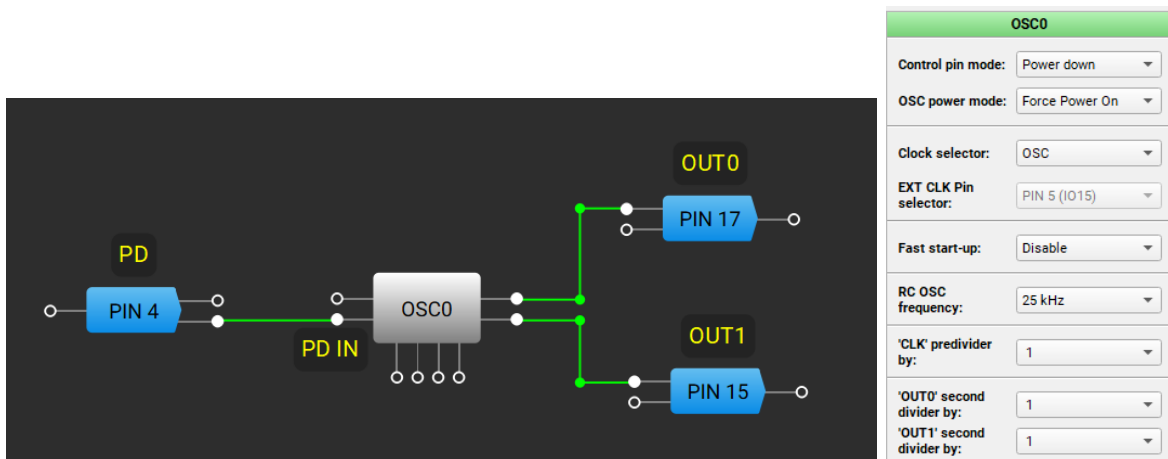 PD
PIN 4
PD IN
OSC0
OUT0
PIN 17
OUT1
PIN 15
OSC0
Control pin mode: Power down
OSC power mode: Force Power On
Clock selector: OSC
EXT CLK Pin
selector: PIN 5 (IO15)
Fast start-up: Disable
RC OSC
frequency: 25 kHz
'CLK' predivider
by: 1
'OUT0' second
divider by: 1
'OUT1' second
divider by: 1